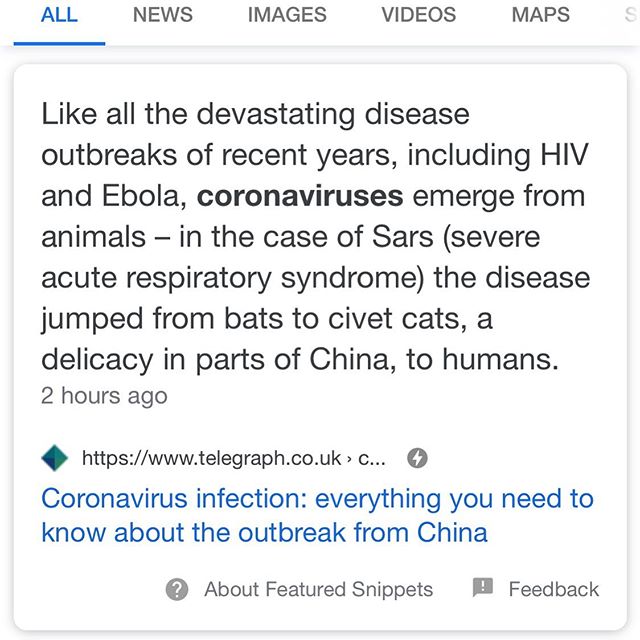 ALL NEWS IMAGES VIDEOS MAPS S
Like all the devastating disease
outbreaks of recent years, including HIV
and Ebola, coronaviruses emerge from
animals – in the case of Sars (severe
acute respiratory syndrome) the disease
jumped from bats to civet cats, a
delicacy in parts of China, to humans.
2 hours ago
https://www.telegraph.co.uk › c...
Coronavirus infection: everything you need to
know about the outbreak from China
? About Featured Snippets ! Feedback